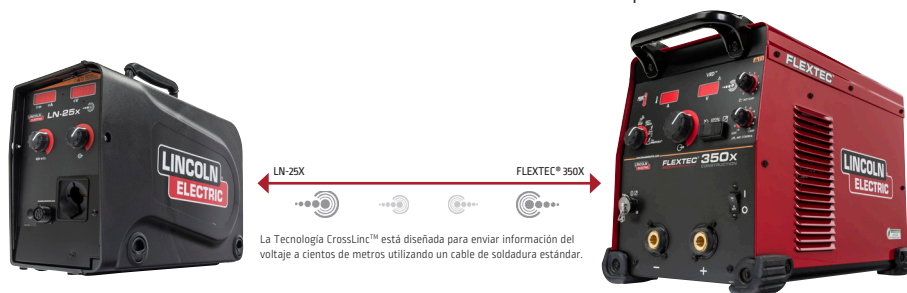 LN-25X
FLEXTEC® 350X
La Tecnología CrossLinc™ está diseñada para enviar información del
voltaje a cientos de metros utilizando un cable de soldadura estándar.
LN-25x
LINCOLN
ELECTRIC
FLEXTEC
FLEXTEC 350x
CONSTRUCTION
LINCOLN
ELECTRIC